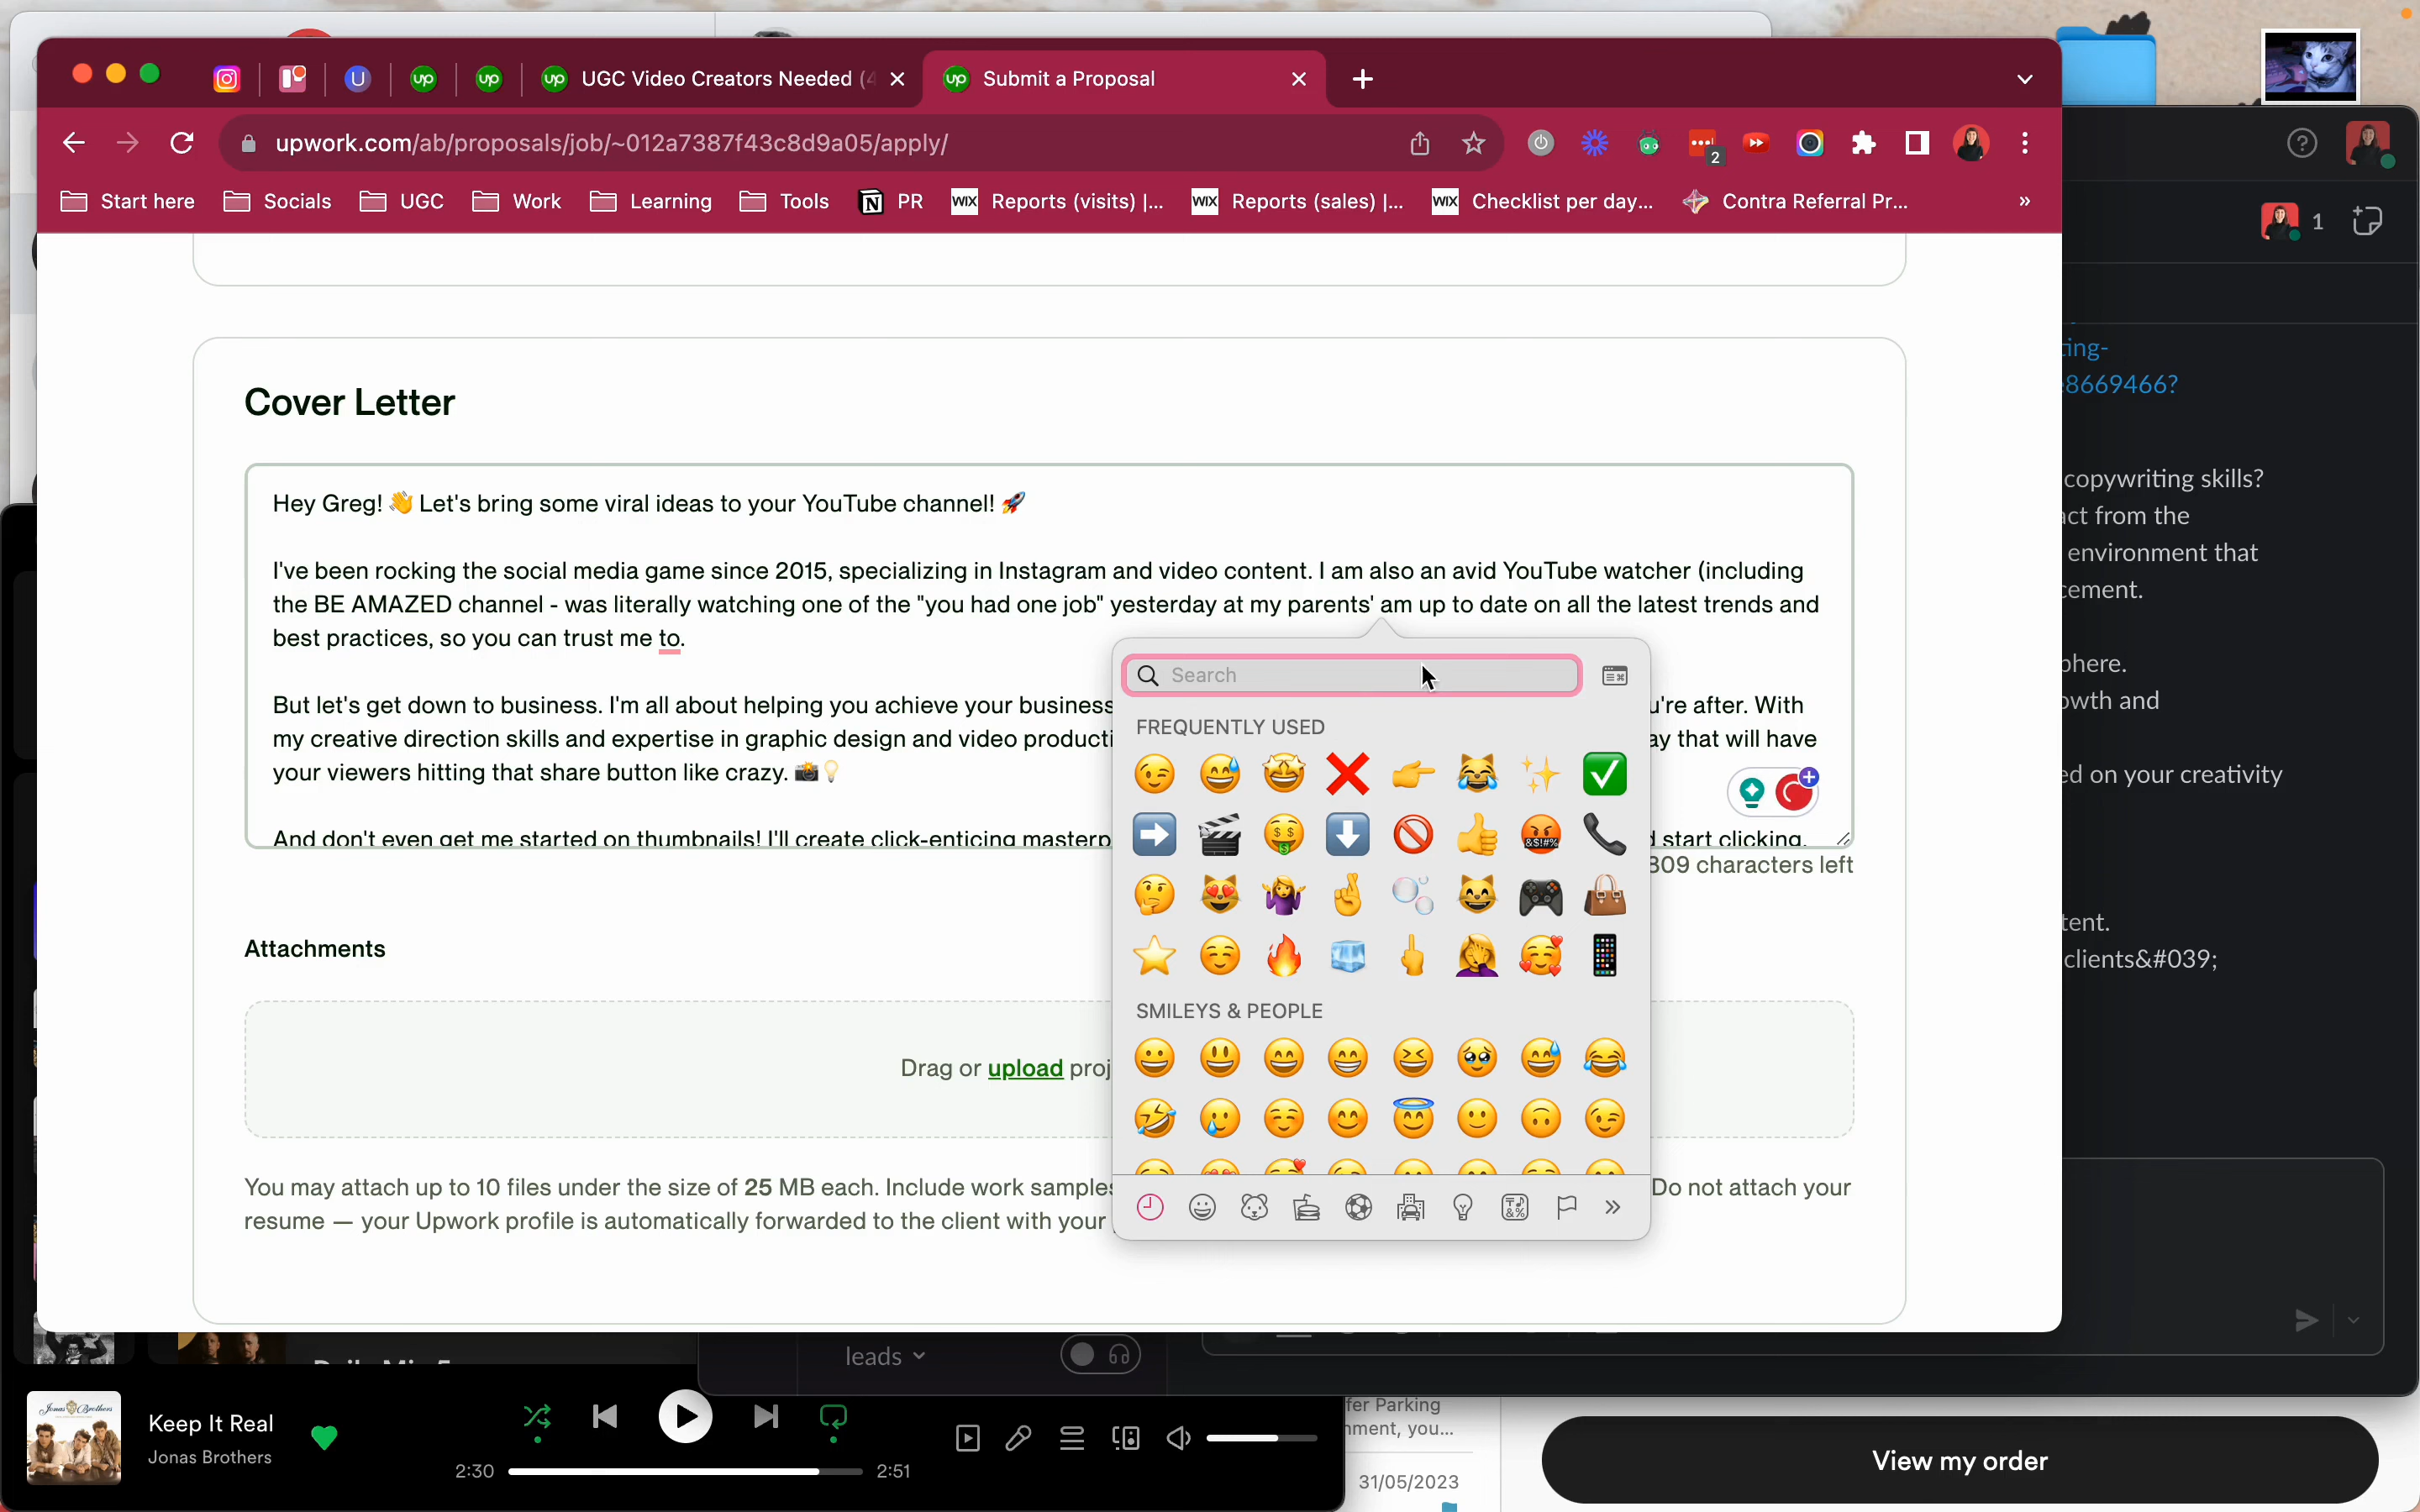 UGC Video Creators Needed (4
Submit a Proposal
upwork.com/ab/proposals/job/~012a7387f43c8d9a05/apply/
2
Start here
Socials
UGC
Work
Learning
Tools
PR
Reports (visits) |...
Reports (sales) |...
Checklist per day...
Contra Referral Pr...
»
1
Cover Letter
Hey Greg! 👋 Let's bring some viral ideas to your YouTube channel! 🚀
I've been rocking the social media game since 2015, specializing in Instagram and video content. I am also an avid YouTube watcher (including
the BE AMAZED channel - was literally watching one of the "you had one job" yesterday at my parents' am up to date on all the latest trends and
best practices, so you can trust me to.
But let's get down to business. I'm all about helping you achieve your business
u're after. With
my creative direction skills and expertise in graphic design and video producti
ay that will have
your viewers hitting that share button like crazy. 📸💡
And don't even get me started on thumbnails! I'll create click-enticing masterp
d start clicking.
309 characters left
Search
FREQUENTLY USED
SMILEYS & PEOPLE
Attachments
Drag or upload proj
You may attach up to 10 files under the size of 25 MB each. Include work samples
Do not attach your
resume — your Upwork profile is automatically forwarded to the client with your
ting-
8669466?
copywriting skills?
act from the
environment that
cement.
phere.
owth and
ed on your creativity
tent.
clients&#039;
leads
Keep It Real
Jonas Brothers
2:30
2:51
fer Parking
ment, you...
31/05/2023
View my order